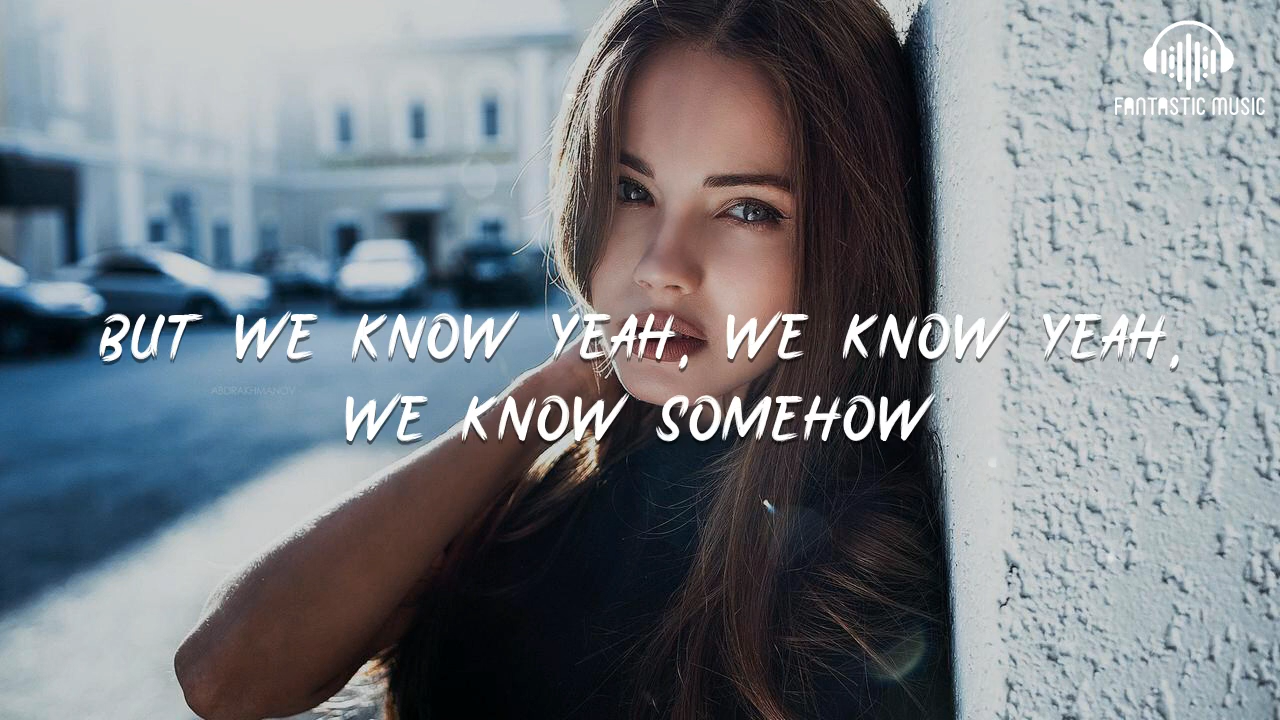 FANTASTIC MUSIC
BUT WE KNOW YEAH, WE KNOW YEAH,
ABDRAKHMANOV
WE KNOW SOMEHOW